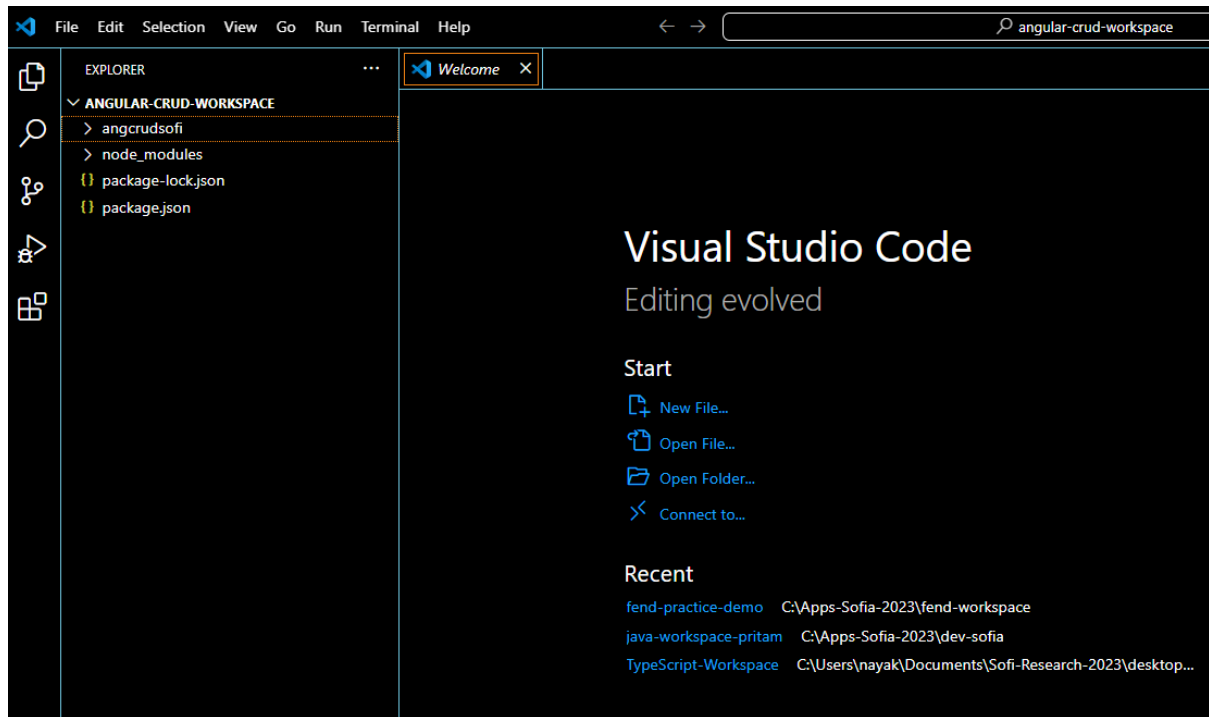 File Edit Selection View Go Run Terminal Help angular-crud-workspace
EXPLORER
Welcome
ANGULAR-CRUD-WORKSPACE
angcrudsofi
node_modules
{} package-lock.json
{} package.json
Visual Studio Code
Editing evolved
Start
New File...
Open File...
Open Folder...
Connect to...
Recent
fend-practice-demo C:\Apps-Sofia-2023\fend-workspace
java-workspace-pritam C:\Apps-Sofia-2023\dev-sofia
TypeScript-Workspace C:\Users\nayak\Documents\Sofi-Research-2023\desktop...